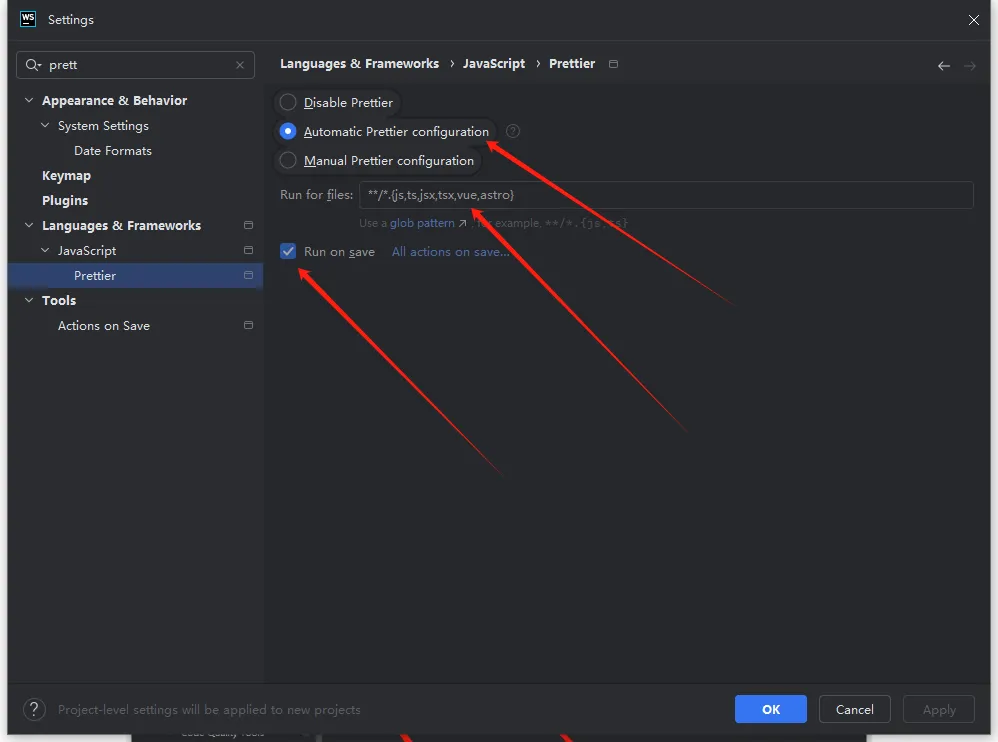 WS
Settings
prett
Languages & Frameworks › JavaScript › Prettier
Appearance & Behavior
System Settings
Date Formats
Keymap
Plugins
Languages & Frameworks
JavaScript
Prettier
Tools
Actions on Save
Disable Prettier
Automatic Prettier configuration ?
Manual Prettier configuration
Run for files: **/*.{js,ts,jsx,tsx,vue,astro}
Use a glob pattern ↗ example, **/*.{js,ts}
Run on save All actions on save...
? Project-level settings will be applied to new projects
OK Cancel Apply
Code Quality Tools